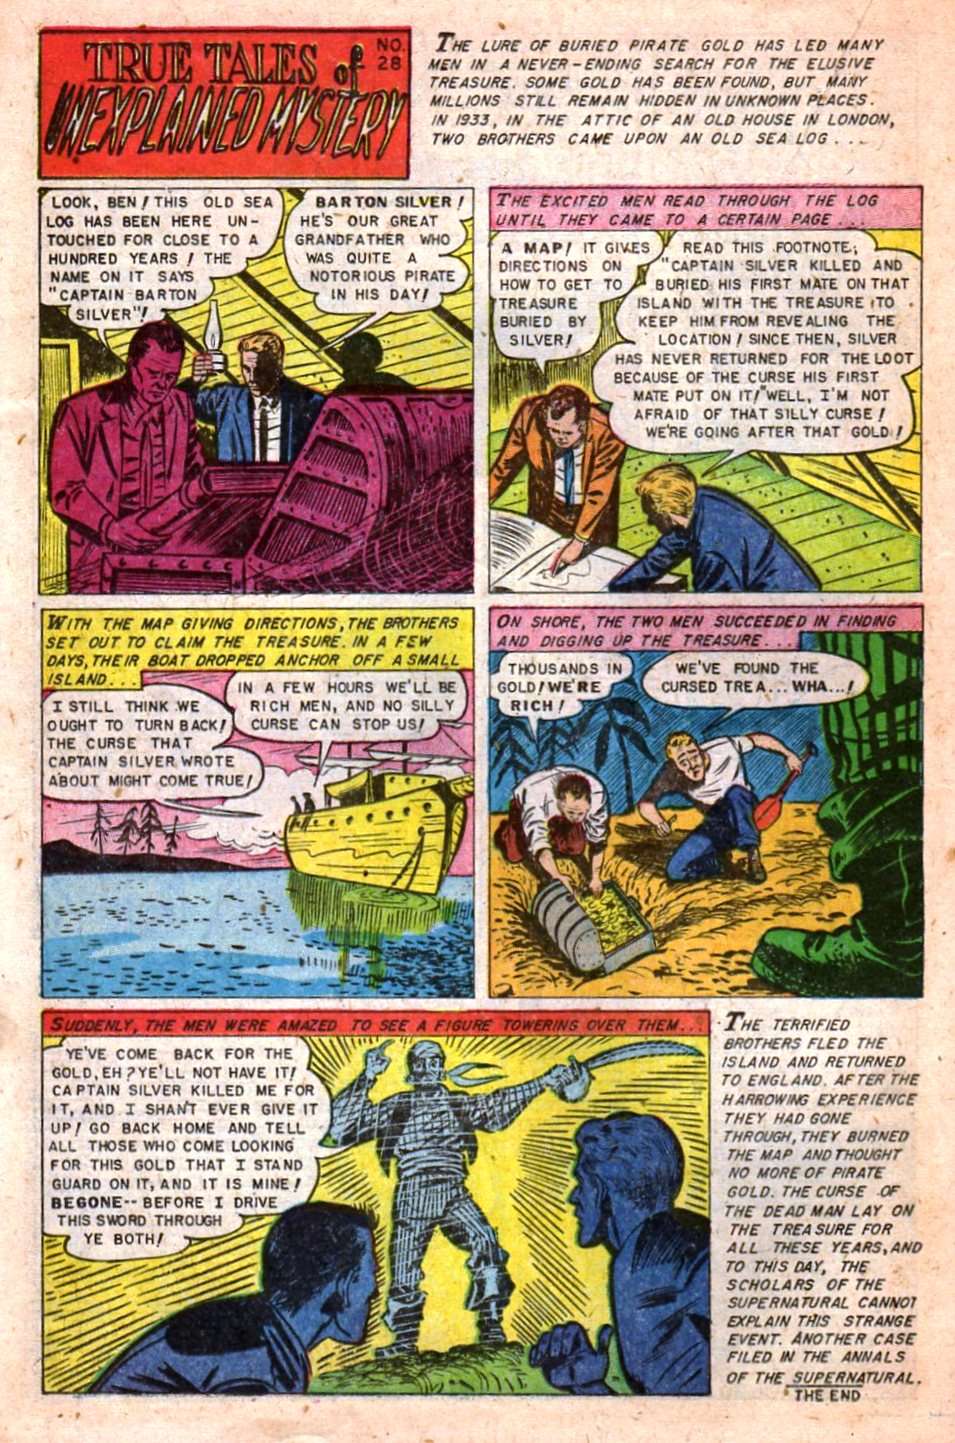 TRUE TALES of
UNEXPLAINED MYSTERY
NO.
28
THE LURE OF BURIED PIRATE GOLD HAS LED MANY
MEN IN A NEVER-ENDING SEARCH FOR THE ELUSIVE
TREASURE. SOME GOLD HAS BEEN FOUND, BUT MANY
MILLIONS STILL REMAIN HIDDEN IN UNKNOWN PLACES.
IN 1933, IN THE ATTIC OF AN OLD HOUSE IN LONDON,
TWO BROTHERS CAME UPON AN OLD SEA LOG...
LOOK, BEN! THIS OLD SEA
LOG HAS BEEN HERE UN-
TOUCHED FOR CLOSE TO A
HUNDRED YEARS! THE
NAME ON IT SAYS
"CAPTAIN BARTON
SILVER"!
BARTON SILVER!
HE'S OUR GREAT
GRANDFATHER WHO
WAS QUITE A
NOTORIOUS PIRATE
IN HIS DAY!
THE EXCITED MEN READ THROUGH THE LOG
UNTIL THEY CAME TO A CERTAIN PAGE...
A MAP! IT GIVES
DIRECTIONS ON
HOW TO GET TO
TREASURE
BURIED BY
SILVER!
READ THIS FOOTNOTE;
"CAPTAIN SILVER KILLED AND
BURIED HIS FIRST MATE ON THAT
ISLAND WITH THE TREASURE TO
KEEP HIM FROM REVEALING THE
LOCATION! SINCE THEN, SILVER
HAS NEVER RETURNED FOR THE LOOT
BECAUSE OF THE CURSE HIS FIRST
MATE PUT ON IT!" WELL, I'M NOT
AFRAID OF THAT SILLY CURSE!
WE'RE GOING AFTER THAT GOLD!
WITH THE MAP GIVING DIRECTIONS, THE BROTHERS
SET OUT TO CLAIM THE TREASURE. IN A FEW
DAYS, THEIR BOAT DROPPED ANCHOR OFF A SMALL
ISLAND...
I STILL THINK WE
OUGHT TO TURN BACK!
THE CURSE THAT
CAPTAIN SILVER WROTE
ABOUT MIGHT COME TRUE!
IN A FEW HOURS WE'LL BE
RICH MEN, AND NO SILLY
CURSE CAN STOP US!
ON SHORE, THE TWO MEN SUCCEEDED IN FINDING
AND DIGGING UP THE TREASURE...
THOUSANDS IN
GOLD! WE'RE
RICH!
WE'VE FOUND THE
CURSED TREA...WHA...!
SUDDENLY, THE MEN WERE AMAZED TO SEE A FIGURE TOWERING OVER THEM...
YE'VE COME BACK FOR THE
GOLD, EH? YE'LL NOT HAVE IT!
CAPTAIN SILVER KILLED ME FOR
IT, AND I SHAN'T EVER GIVE IT
UP! GO BACK HOME AND TELL
ALL THOSE WHO COME LOOKING
FOR THIS GOLD THAT I STAND
GUARD ON IT, AND IT IS MINE!
BEGONE-- BEFORE I DRIVE
THIS SWORD THROUGH
YE BOTH!
THE TERRIFIED
BROTHERS FLED THE
ISLAND AND RETURNED
TO ENGLAND. AFTER THE
HARROWING EXPERIENCE
THEY HAD GONE
THROUGH, THEY BURNED
THE MAP AND THOUGHT
NO MORE OF PIRATE
GOLD. THE CURSE OF
THE DEAD MAN LAY ON
THE TREASURE FOR
ALL THESE YEARS, AND
TO THIS DAY, THE
SCHOLARS OF THE
SUPERNATURAL CANNOT
EXPLAIN THIS STRANGE
EVENT. ANOTHER CASE
FILED IN THE ANNALS
OF THE SUPERNATURAL.
THE END